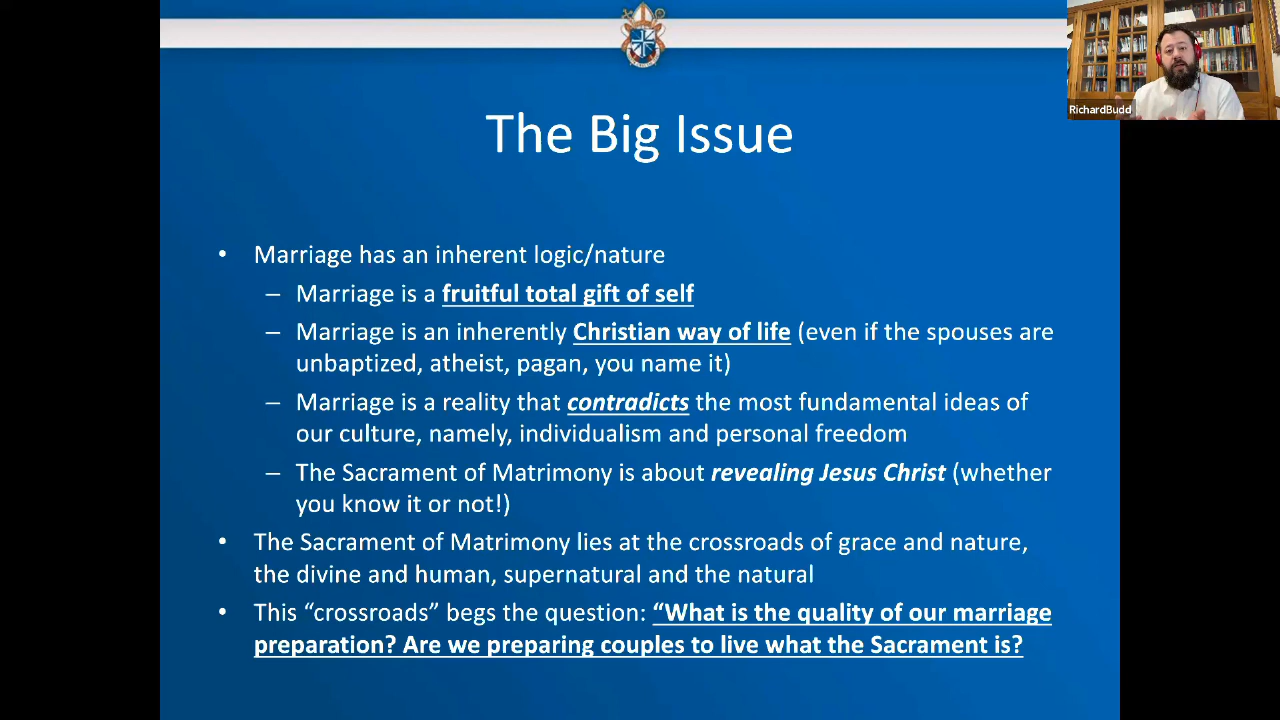 RichardBudd
The Big Issue
• Marriage has an inherent logic/nature
– Marriage is a fruitful total gift of self
– Marriage is an inherently Christian way of life (even if the spouses are
unbaptized, atheist, pagan, you name it)
– Marriage is a reality that contradicts the most fundamental ideas of
our culture, namely, individualism and personal freedom
– The Sacrament of Matrimony is about revealing Jesus Christ (whether
you know it or not!)
• The Sacrament of Matrimony lies at the crossroads of grace and nature,
the divine and human, supernatural and the natural
• This “crossroads” begs the question: “What is the quality of our marriage
preparation? Are we preparing couples to live what the Sacrament is?